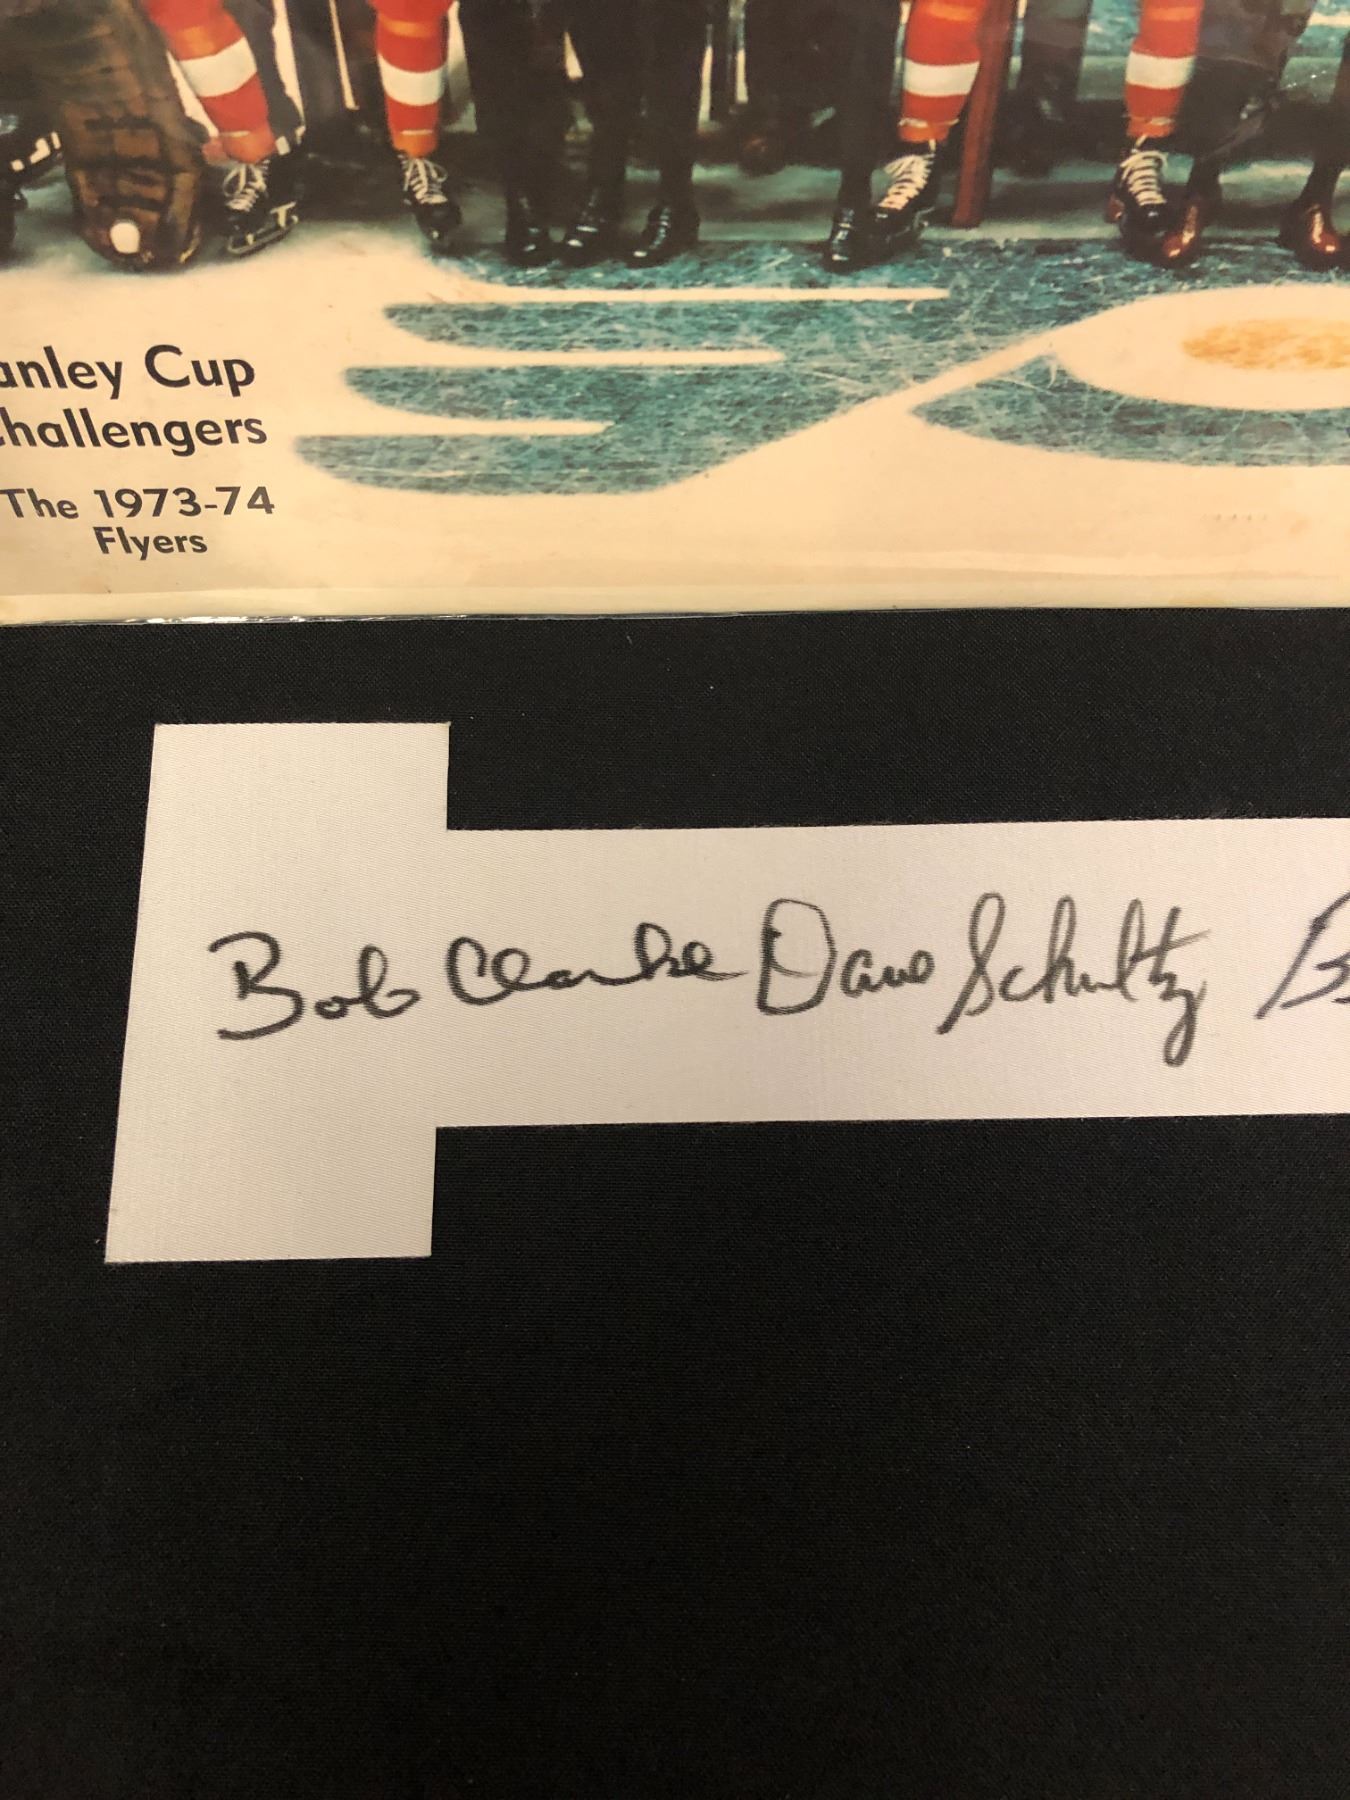 anley Cup
hallengers
The 1973-74
Flyers
Bob Clarke Dave Schultz B